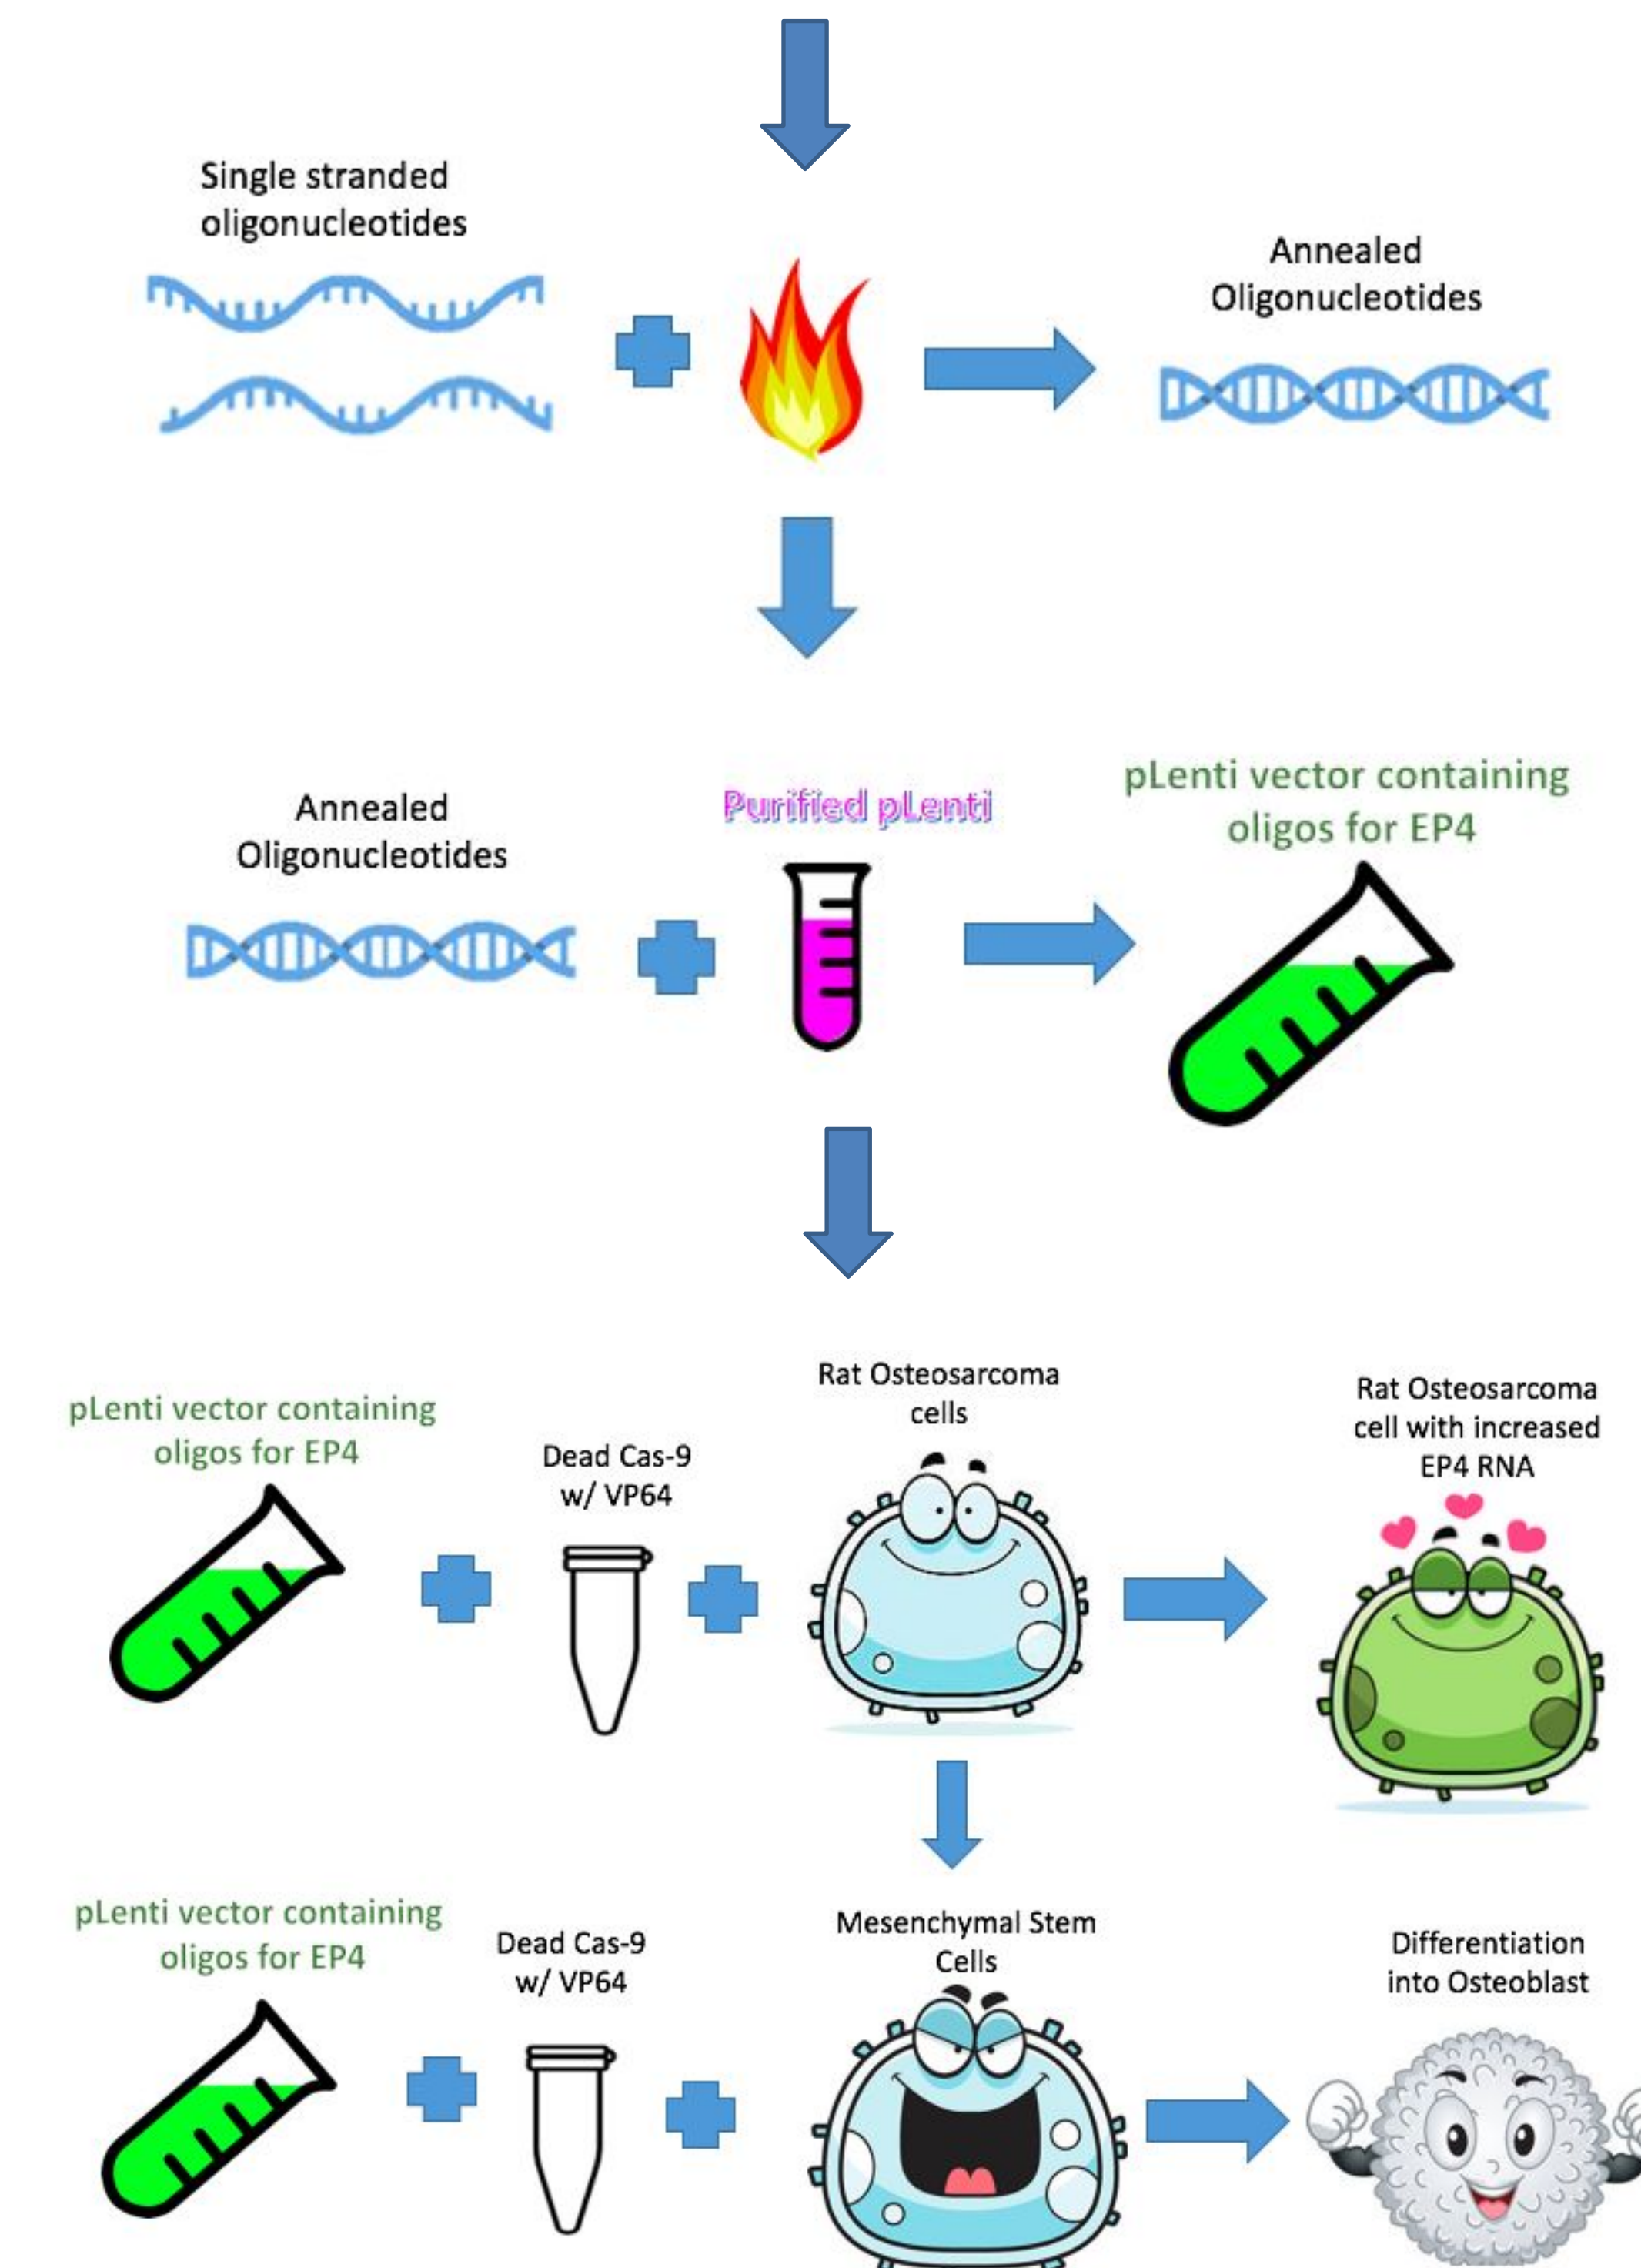 Single stranded
oligonucleotides
Annealed
Oligonucleotides
Annealed
Oligonucleotides
Purified pLenti
pLenti vector containing
oligos for EP4
pLenti vector containing
oligos for EP4
Dead Cas-9
w/ VP64
Rat Osteosarcoma
cells
Rat Osteosarcoma
cell with increased
EP4 RNA
pLenti vector containing
oligos for EP4
Dead Cas-9
w/ VP64
Mesenchymal Stem
Cells
Differentiation
into Osteoblast